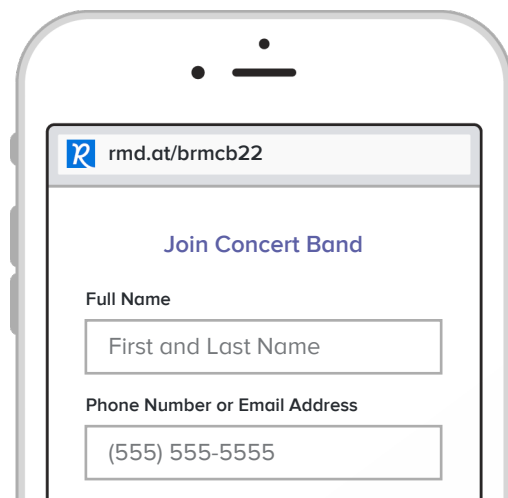 R rmd.at/brmcb22
Join Concert Band
Full Name
First and Last Name
Phone Number or Email Address
(555) 555-5555